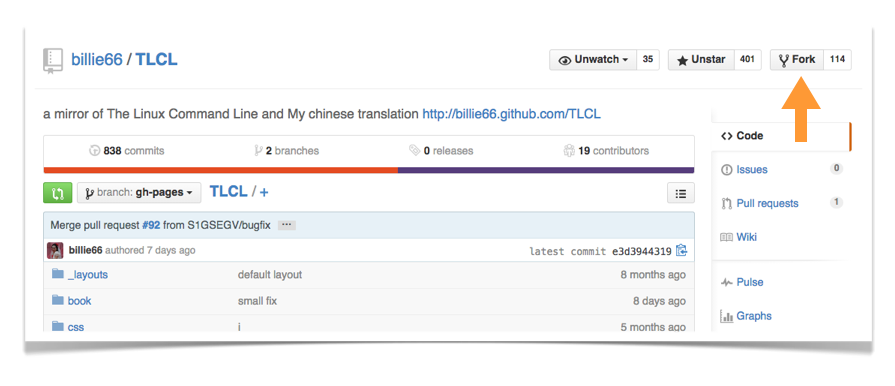 billie66 / TLCL
Unwatch 35 Unstar 401 Fork 114
a mirror of The Linux Command Line and My chinese translation http://billie66.github.com/TLCL
838 commits 2 branches 0 releases 19 contributors
branch: gh-pages TLCL / +
Merge pull request #92 from S1GSEGV/bugfix ...
billie66 authored 7 days ago latest commit e3d3944319
_layouts default layout 8 months ago
book small fix 8 days ago
css i 5 months ago
<> Code
Issues 0
Pull requests 1
Wiki
Pulse
Graphs